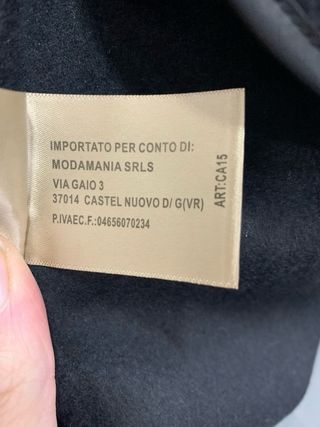 IMPORTATO PER CONTO DI:
MODAMANIA SRLS
VIA GAIO 3
37014 CASTEL NUOVO D/ G(VR)
P.IVAEC.F.:04656070234
ART:CA15